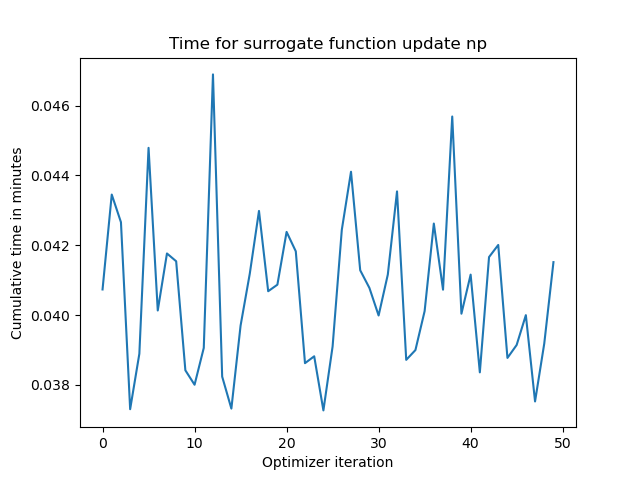 Time for surrogate function update np
Cumulative time in minutes
0.046
0.044
0.042
0.040
0.038
0 10 20 30 40 50
Optimizer iteration